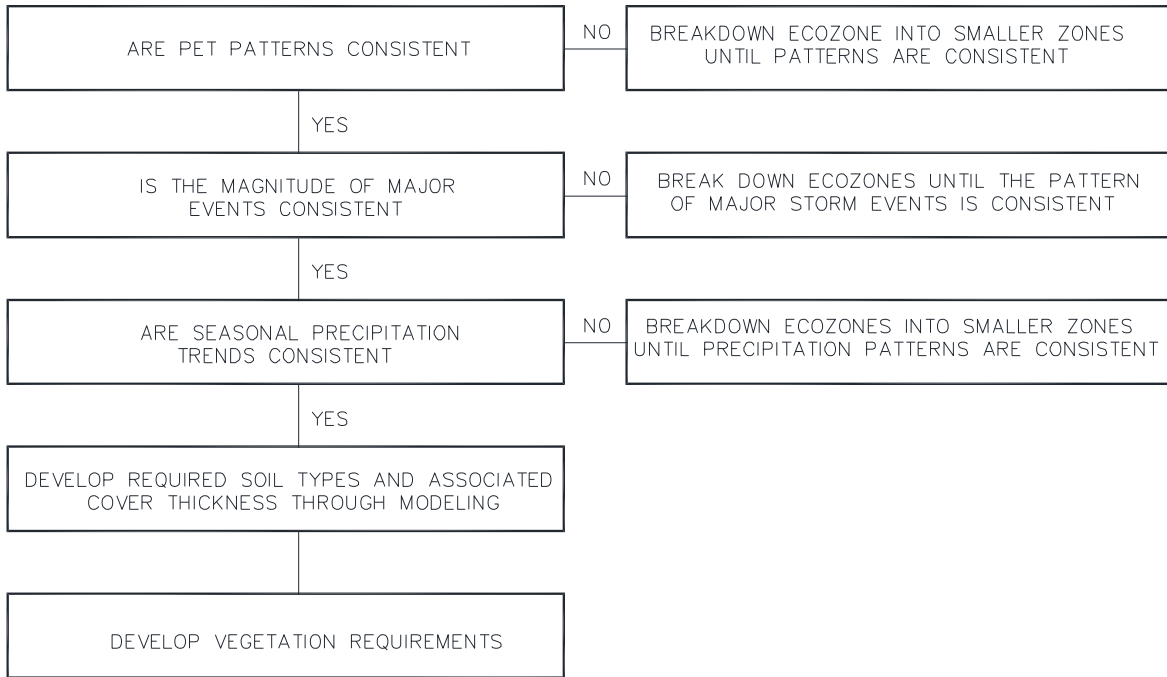 ARE PET PATTERNS CONSISTENT
NO
BREAKDOWN ECOZONE INTO SMALLER ZONES
UNTIL PATTERNS ARE CONSISTENT
YES
IS THE MAGNITUDE OF MAJOR
EVENTS CONSISTENT
NO
BREAK DOWN ECOZONES UNTIL THE PATTERN
OF MAJOR STORM EVENTS IS CONSISTENT
YES
ARE SEASONAL PRECIPITATION
TRENDS CONSISTENT
NO
BREAKDOWN ECOZONES INTO SMALLER ZONES
UNTIL PRECIPITATION PATTERNS ARE CONSISTENT
YES
DEVELOP REQUIRED SOIL TYPES AND ASSOCIATED
COVER THICKNESS THROUGH MODELING
DEVELOP VEGETATION REQUIREMENTS